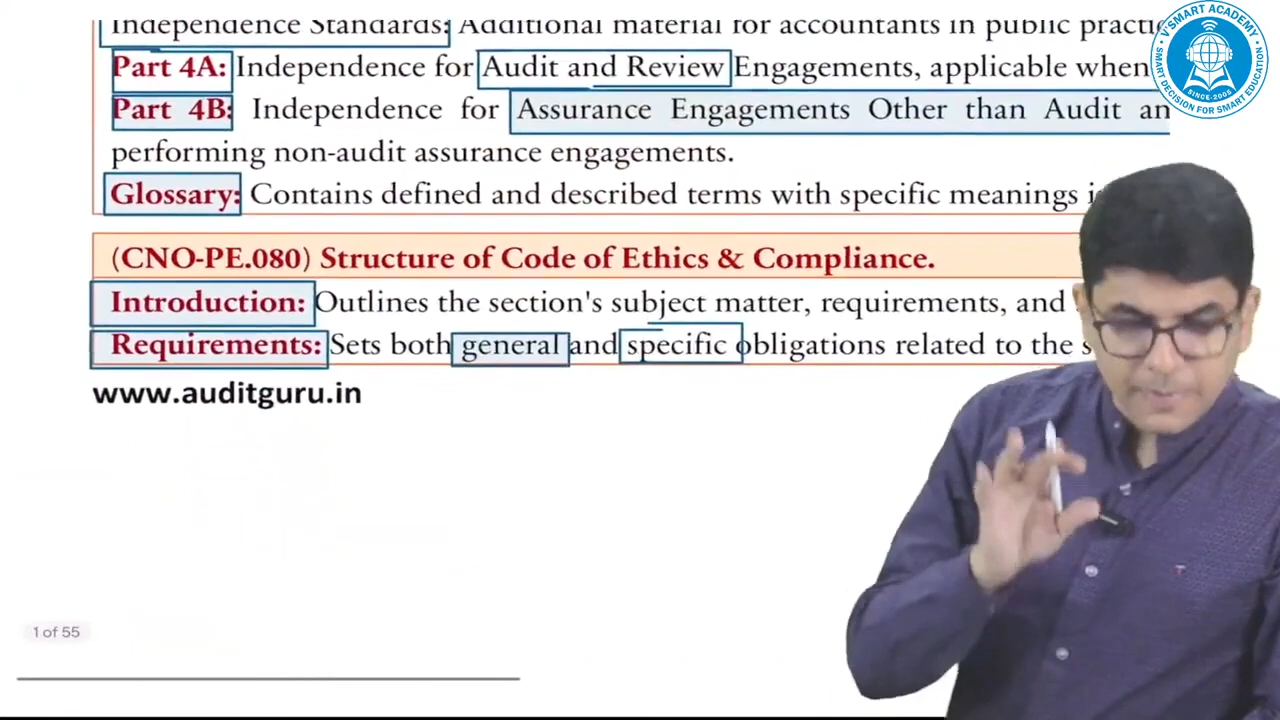 Independence Standards: Additional material for accountants in public
Part 4A: Independence for Audit and Review Engagements, applicable when
Part 4B: Independence for Assurance Engagements Other than Audit
performing non-audit assurance engagements.
Glossary: Contains defined and described terms with specific meanings
(CNO-PE.080) Structure of Code of Ethics & Compliance.
Introduction: Outlines the section's subject matter, requirements, and
Requirements: Sets both general and specific obligations related to the
www.auditguru.in
1 of 55
V'SMART ACADEMY
SMART DECISION FOR SMART EDUCATION
SINCE-2005